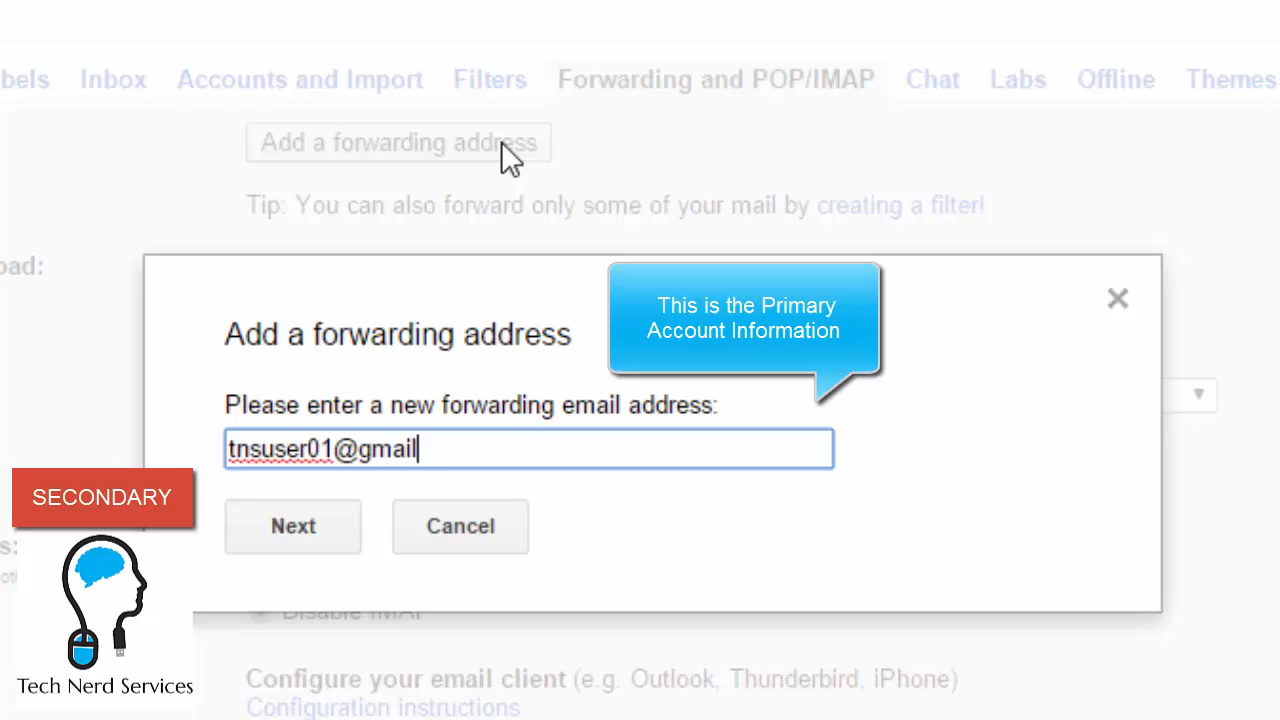 bels Inbox Accounts and Import Filters Forwarding and POP/IMAP Chat Labs Offline Themes
Add a forwarding address
Tip: You can also forward only some of your mail by creating a filter!
oad:
This is the Primary
Account Information
Add a forwarding address
Please enter a new forwarding email address:
tnsuser01@gmail
SECONDARY
Next Cancel
s:
Disable IMAP
Configure your email client (e.g. Outlook, Thunderbird, iPhone)
Tech Nerd Services
Configuration instructions